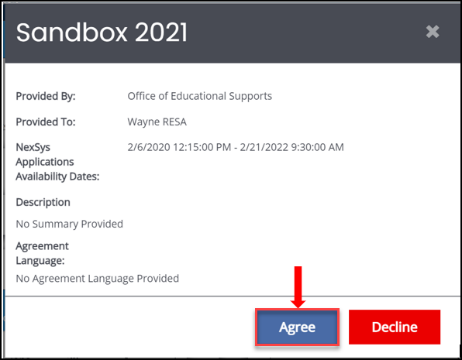 Sandbox 2021
Provided By: Office of Educational Supports
Provided To: Wayne RESA
NexSys 2/6/2020 12:15:00 PM - 2/21/2022 9:30:00 AM
Applications
Availability Dates:
Description
No Summary Provided
Agreement
Language:
No Agreement Language Provided
Agree Decline